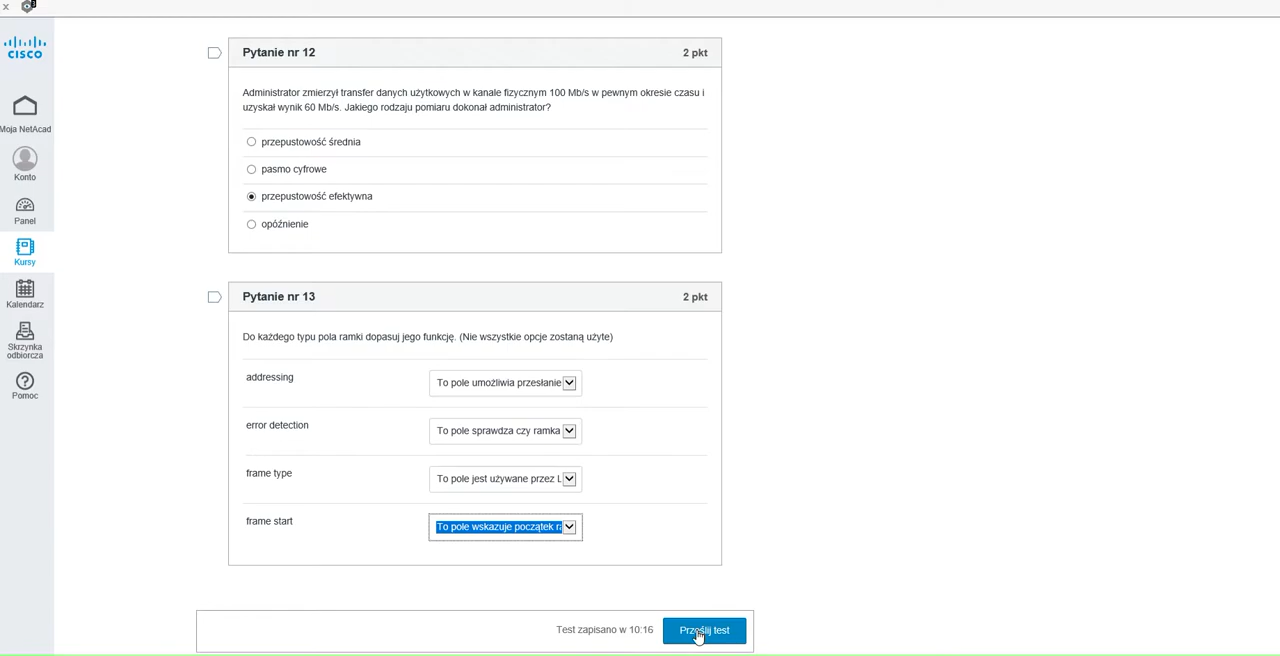 x
3
CISCO
Moja NetAcad
Konto
Panel
Kursy
Kalendarz
Skrzynka
odbiorcza
Pomoc
Pytanie nr 12
2 pkt
Administrator zmierzył transfer danych użytkowych w kanale fizycznym 100 Mb/s w pewnym okresie czasu i
uzyskał wynik 60 Mb/s. Jakiego rodzaju pomiaru dokonał administrator?
przepustowość średnia
pasmo cyfrowe
przepustowość efektywna
opóźnienie
Pytanie nr 13
2 pkt
Do każdego typu pola ramki dopasuj jego funkcję. (Nie wszystkie opcje zostaną użyte)
addressing
To pole umożliwia przesłanie
error detection
To pole sprawdza czy ramka
frame type
To pole jest używane przez L
frame start
To pole wskazuje początek r
Test zapisano w 10:16
Prześlij test